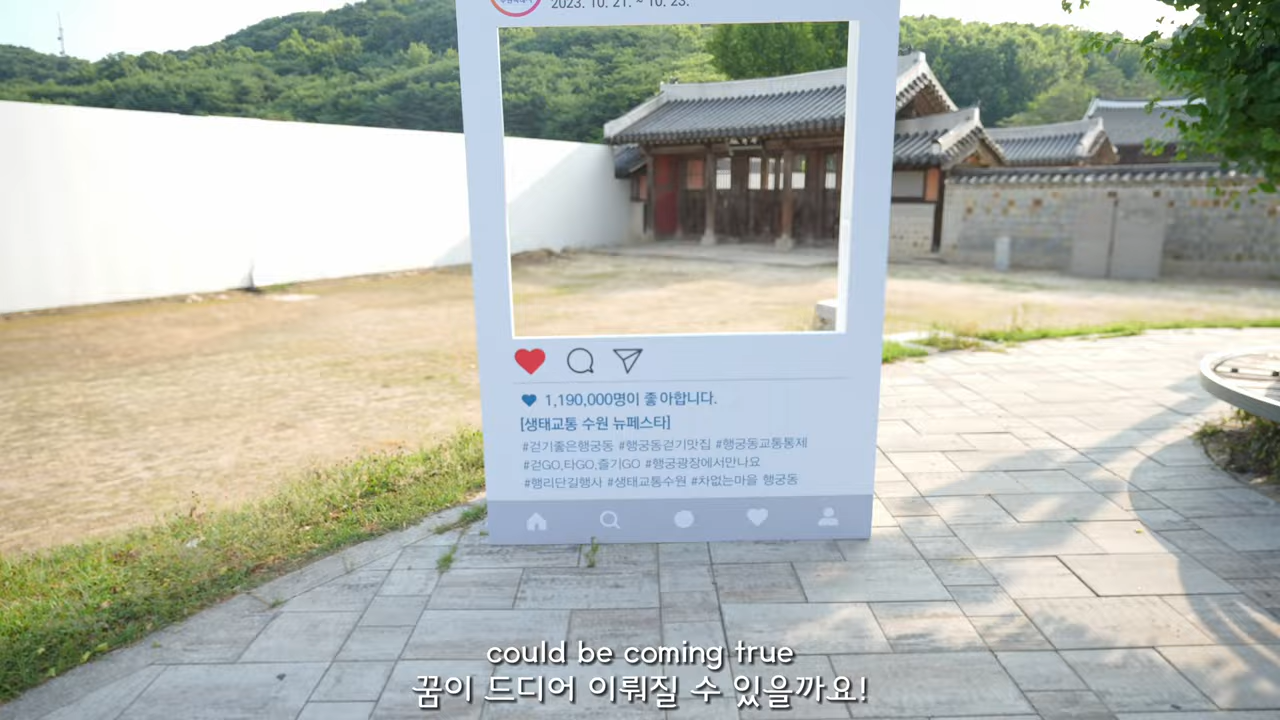 2023. 10. 21. ~ 10. 23.
1,190,000명이 좋아합니다.
[생태교통 수원 뉴페스타]
#걷기좋은행궁동 #행궁동걷기맛집 #행궁동교통통제
#걷GO,타GO,즐기GO #행궁광장에서만나요
#행리단길행사 #생태교통수원 #차없는마을 행궁동
could be coming true
꿈이 드디어 이뤄질 수 있을까요!